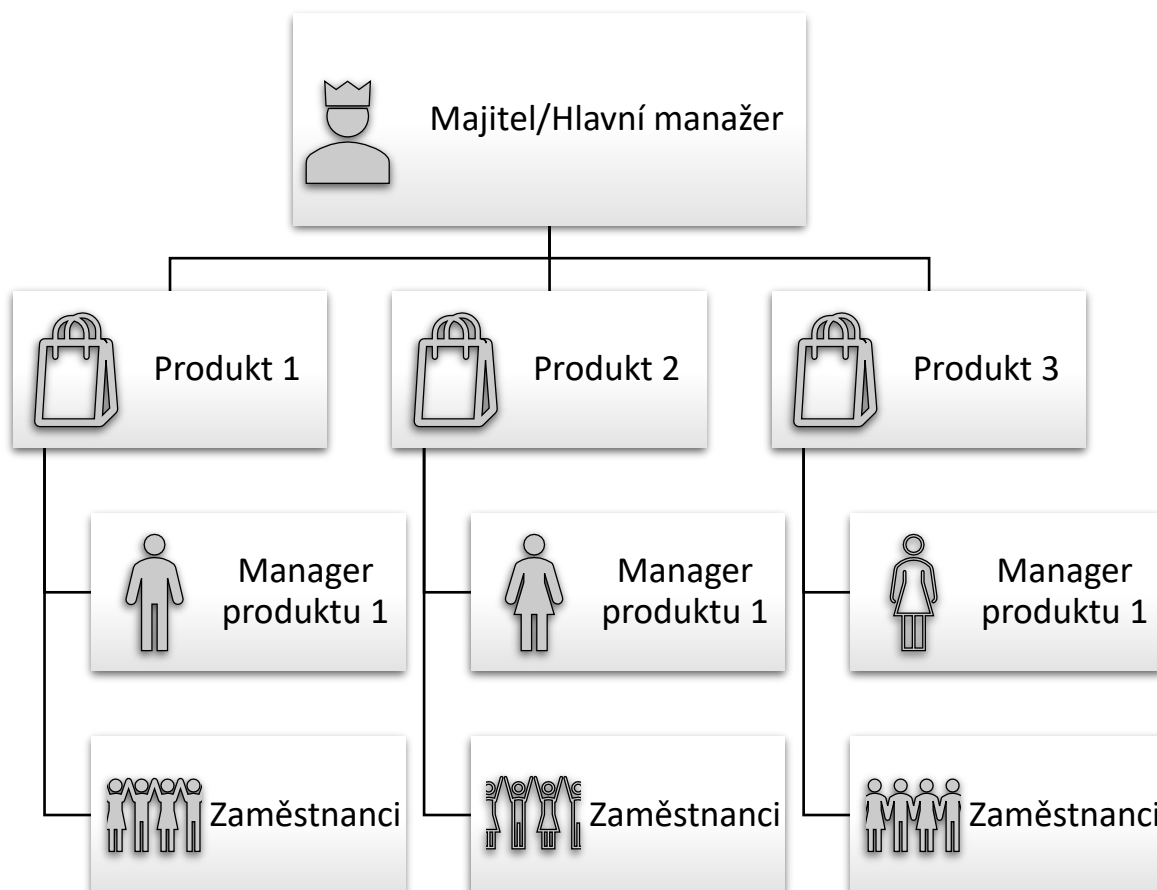 Majitel/Hlavní manažer
Produkt 1
Produkt 2
Produkt 3
Manager
produktu 1
Manager
produktu 1
Manager
produktu 1
Zaměstnanci
Zaměstnanci
Zaměstnanci